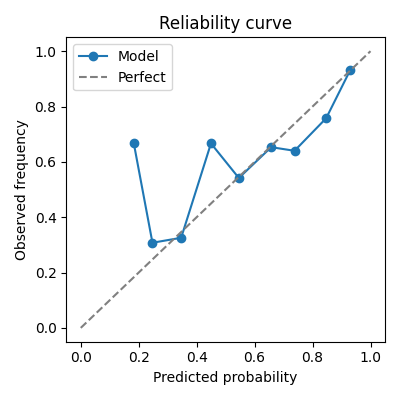 Reliability curve
Model
Perfect
1.0
0.8
0.6
0.4
0.2
0.0
Observed frequency
0.0 0.2 0.4 0.6 0.8 1.0
Predicted probability